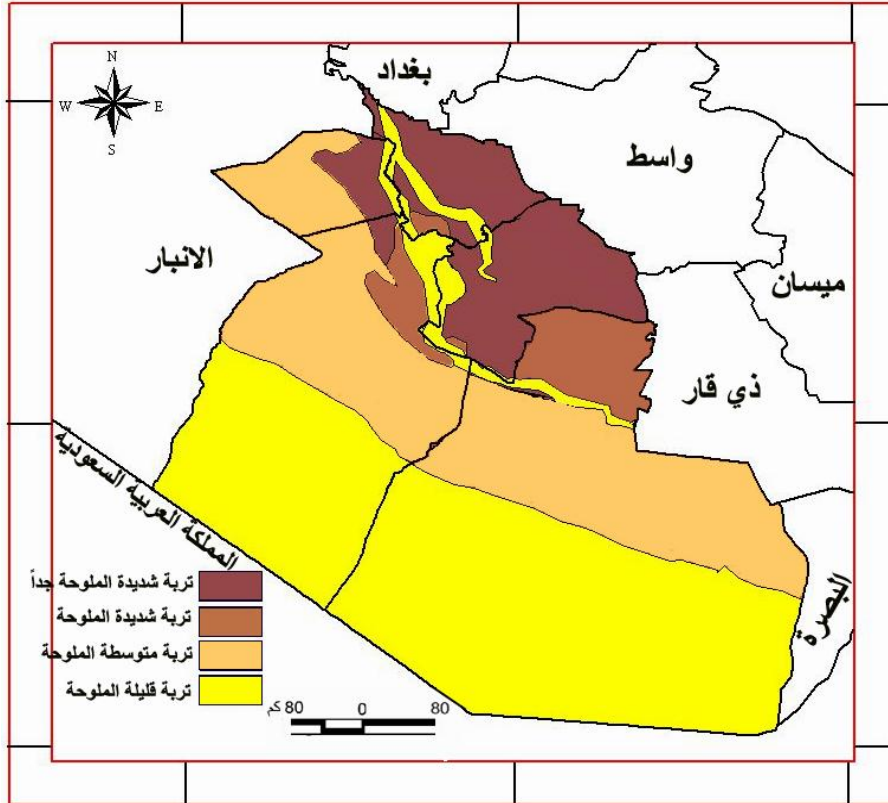 بغداد
N
W E
S
واسط
الانبار
ميسان
ذي قار
المملكة العربية السعودية
البصرة
تربة شديدة الملوحة جداً
تربة شديدة الملوحة
تربة متوسطة الملوحة
تربة قليلة الملوحة
كم 80 0 80